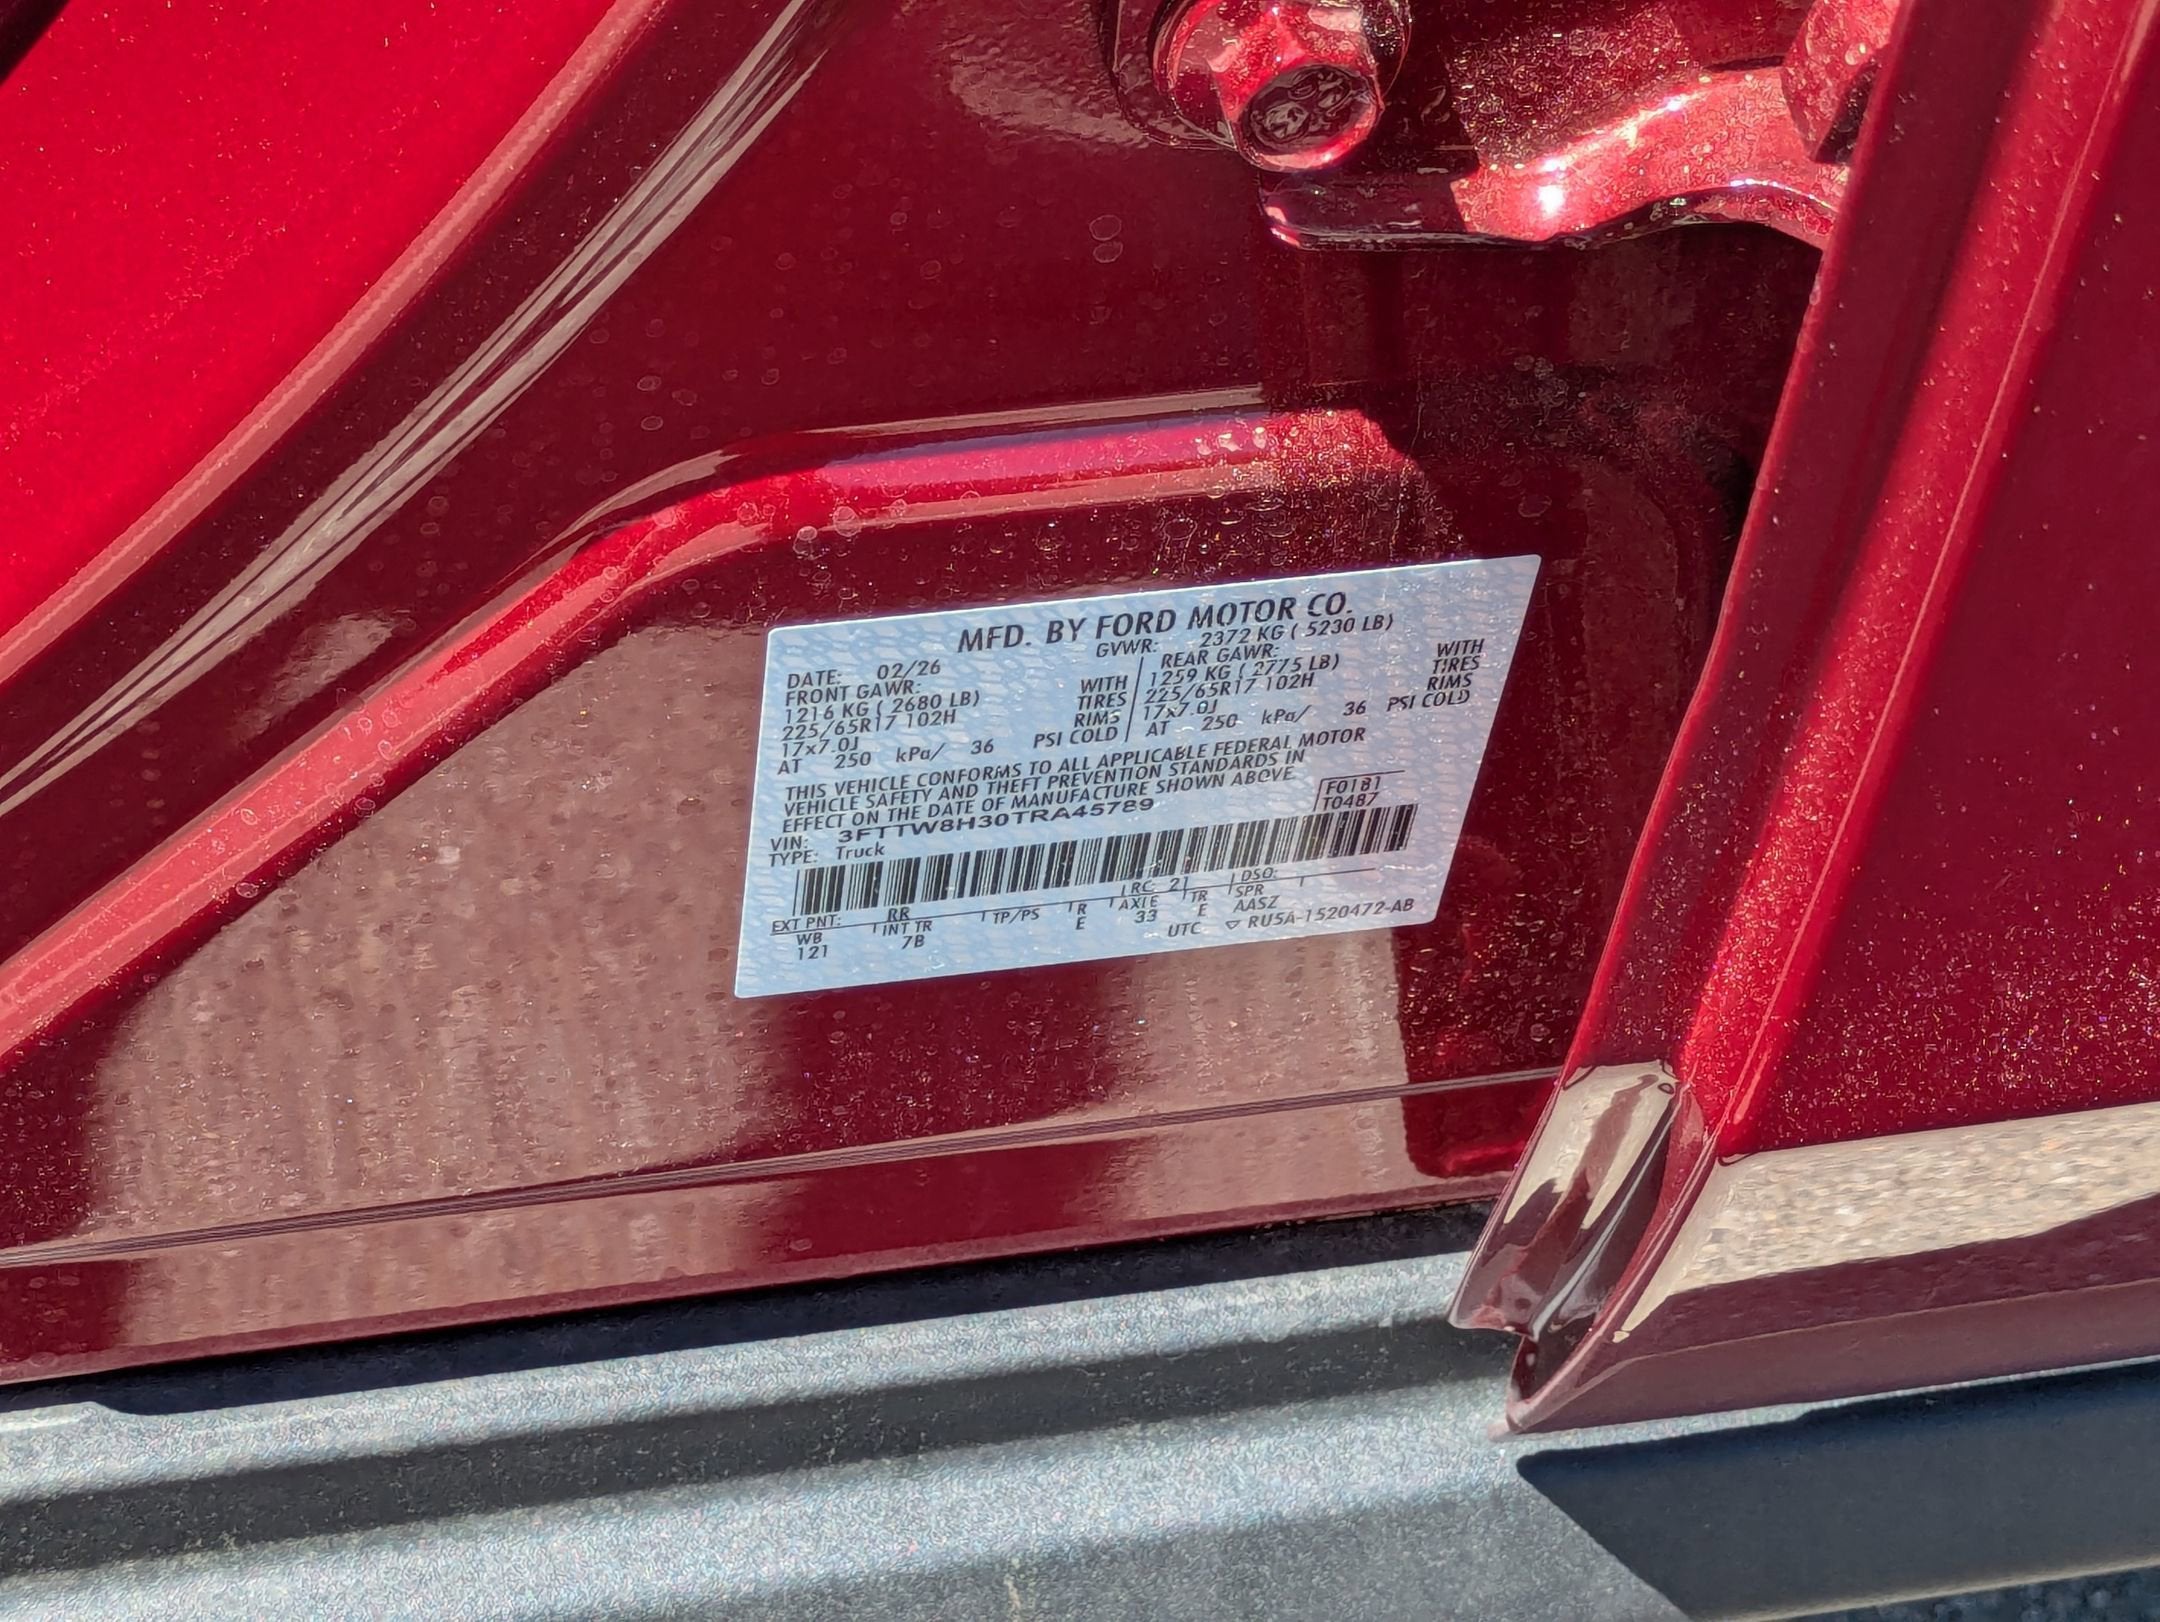 MFD. BY FORD MOTOR CO.
DATE: 02/26 GVWR: 2372 KG ( 5230 LB)
FRONT GAWR: REAR GAWR:
1216 KG ( 2680 LB) WITH 1259 KG ( 2775 LB) WITH
225/65R17 102H TIRES 225/65R17 102H TIRES
17x7.0J RIMS 17x7.0J RIMS
AT 250 kPa/ 36 PSI COLD AT 250 kPa/ 36 PSI COLD
THIS VEHICLE CONFORMS TO ALL APPLICABLE FEDERAL MOTOR
VEHICLE SAFETY AND THEFT PREVENTION STANDARDS IN
EFFECT ON THE DATE OF MANUFACTURE SHOWN ABOVE.
VIN: 3FTTW8H30TRA45789 F0181
TYPE: Truck T0487
EXT PNT: RR RC: 21 DSO:
WB INT TR TP/PS R AXLE TR SPR
121 7B E 33 E AASZ
UTC ▽ RU5A-1520472-AB